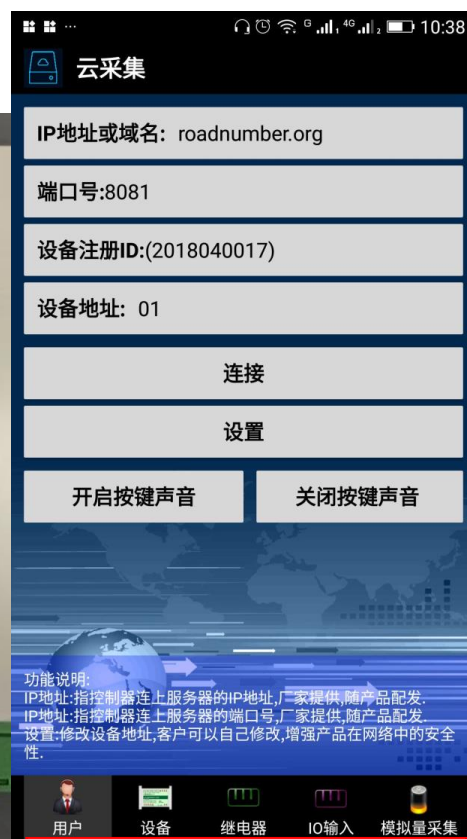 G 1 4G 2 10:38
云采集
IP地址或域名: roadnumber.org
端口号:8081
设备注册ID:(2018040017)
设备地址: 01
连接
设置
开启按键声音 关闭按键声音
功能说明:
IP地址:指控制器连上服务器的IP地址,厂家提供,随产品配发.
IP地址:指控制器连上服务器的端口号,厂家提供,随产品配发.
设置:修改设备地址,客户可以自己修改,增强产品在网络中的安全
性.
用户 设备 继电器 IO输入 模拟量采集